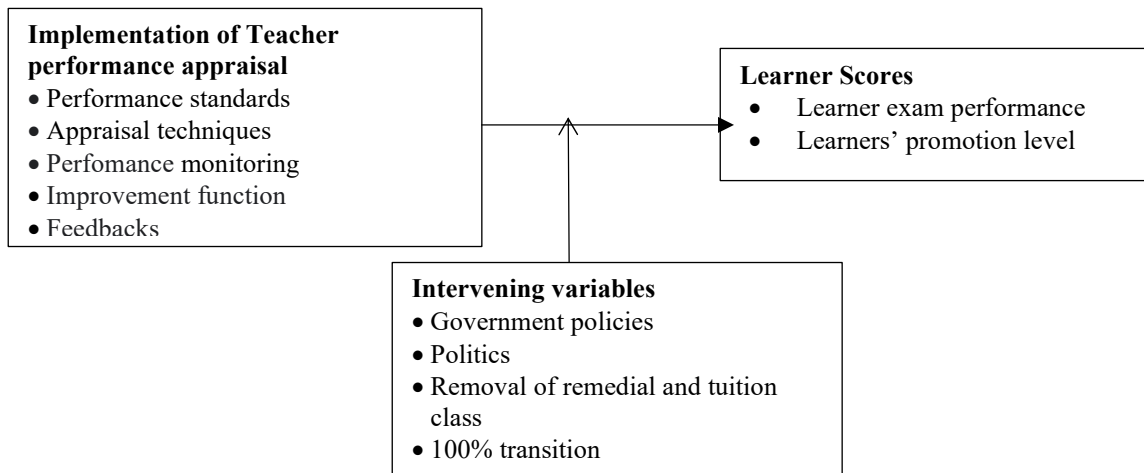 Implementation of Teacher
performance appraisal
• Performance standards
• Appraisal techniques
• Perfomance monitoring
• Improvement function
• Feedbacks
Learner Scores
• Learner exam performance
• Learners’ promotion level
Intervening variables
• Government policies
• Politics
• Removal of remedial and tuition
class
• 100% transition